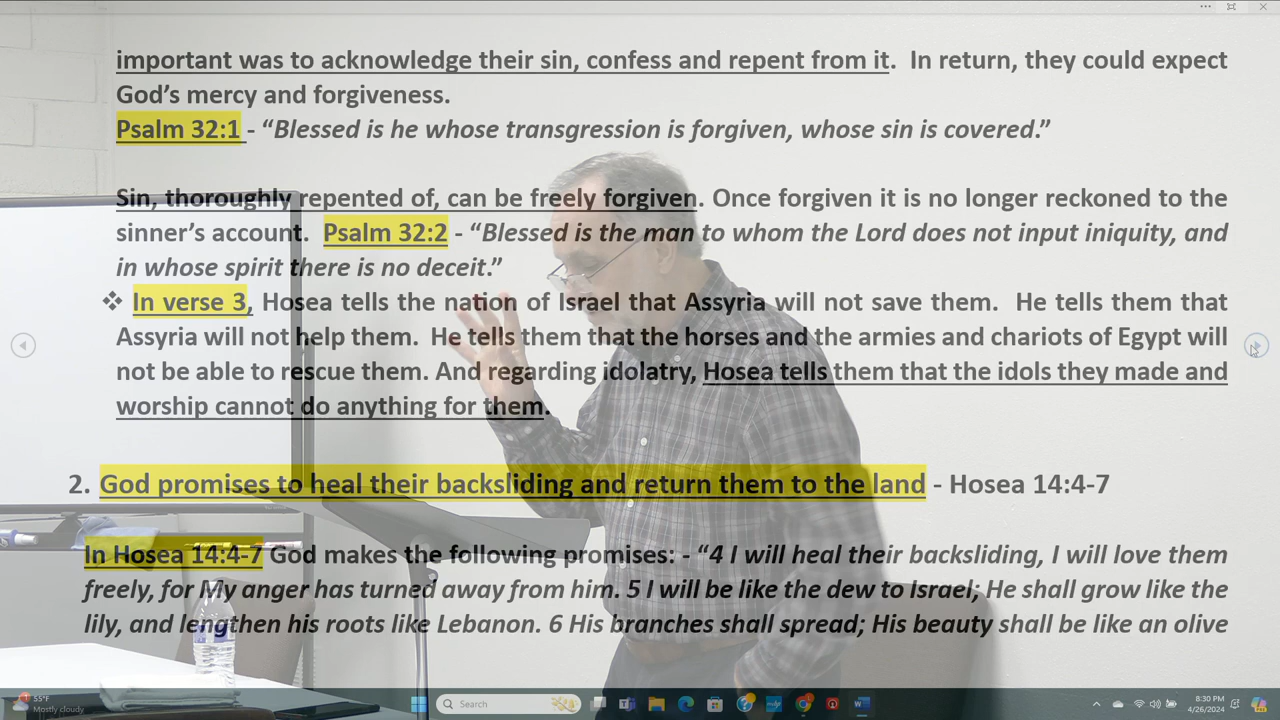 important was to acknowledge their sin, confess and repent from it. In return, they could expect
God’s mercy and forgiveness.
Psalm 32:1 - “Blessed is he whose transgression is forgiven, whose sin is covered.”
Sin, thoroughly repented of, can be freely forgiven. Once forgiven it is no longer reckoned to the
sinner’s account. Psalm 32:2 - “Blessed is the man to whom the Lord does not input iniquity, and
in whose spirit there is no deceit.”
❖ In verse 3, Hosea tells the nation of Israel that Assyria will not save them. He tells them that
Assyria will not help them. He tells them that the horses and the armies and chariots of Egypt will
not be able to rescue them. And regarding idolatry, Hosea tells them that the idols they made and
worship cannot do anything for them.
2. God promises to heal their backsliding and return them to the land - Hosea 14:4-7
In Hosea 14:4-7 God makes the following promises: - “4 I will heal their backsliding, I will love them
freely, for My anger has turned away from him. 5 I will be like the dew to Israel; He shall grow like the
lily, and lengthen his roots like Lebanon. 6 His branches shall spread; His beauty shall be like an olive
55°F
Mostly cloudy
Search
8:30 PM
4/26/2024